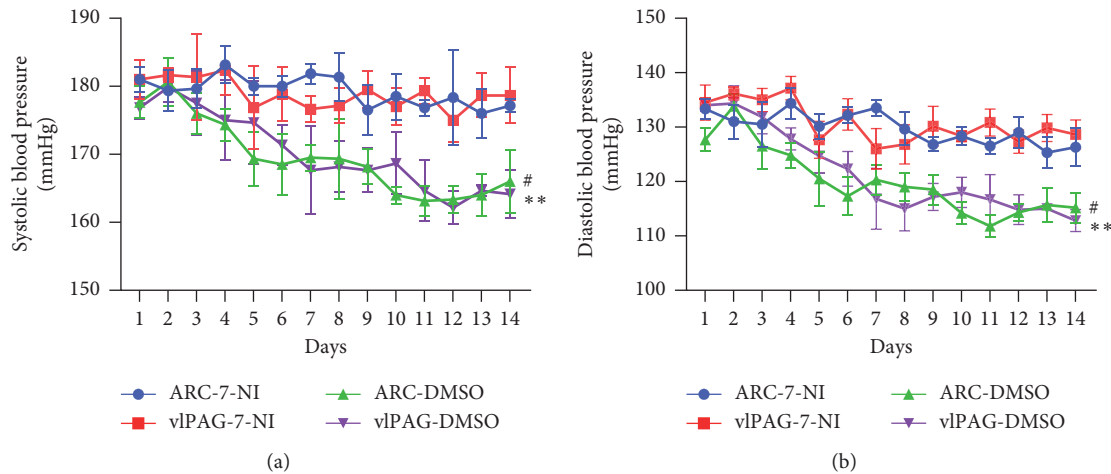 190
180
170
160
150
Systolic blood pressure
(mmHg)
#
**
1 2 3 4 5 6 7 8 9 10 11 12 13 14
Days
ARC-7-NI
ARC-DMSO
vlPAG-7-NI
vlPAG-DMSO
(a)
150
140
130
120
110
100
Diastolic blood pressure
(mmHg)
#
**
1 2 3 4 5 6 7 8 9 10 11 12 13 14
Days
ARC-7-NI
ARC-DMSO
vlPAG-7-NI
vlPAG-DMSO
(b)